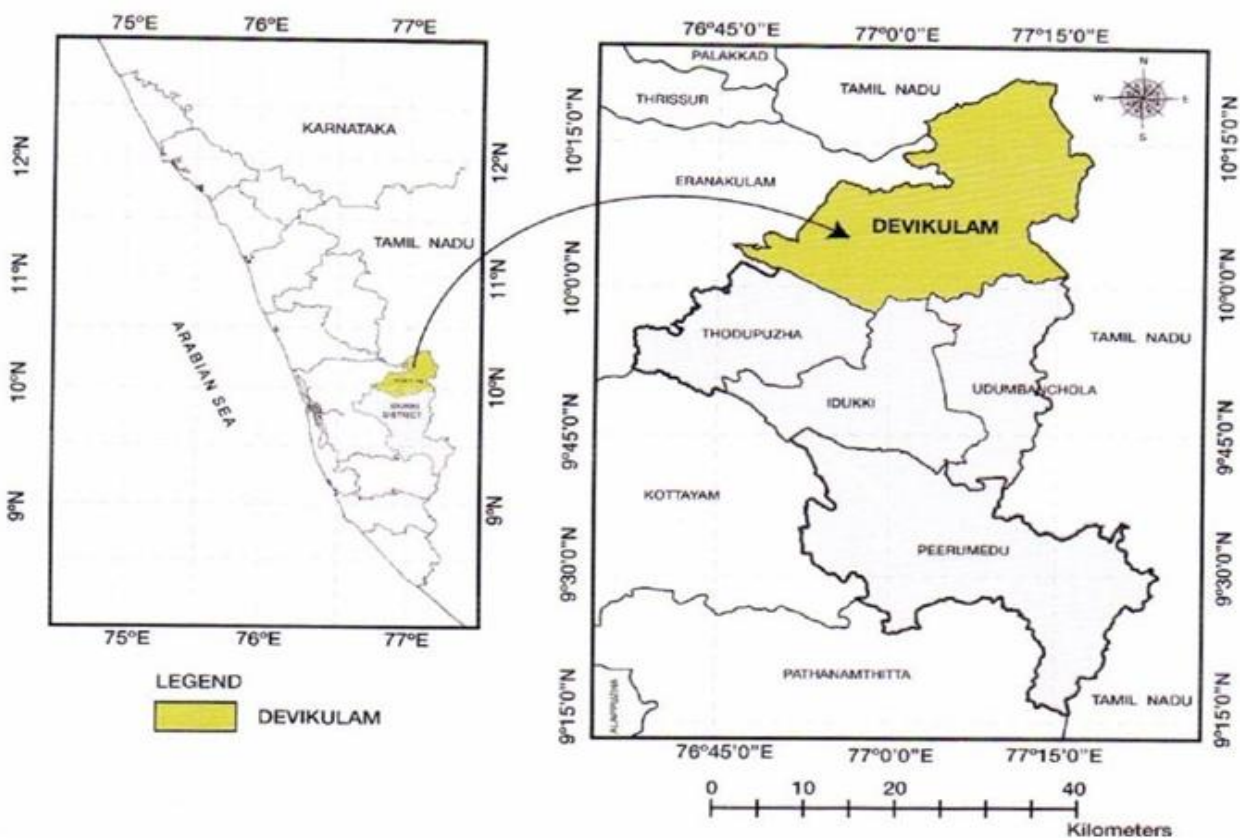 75°E 76°E 77°E
KARNATAKA
12°N
12°N
TAMIL NADU
11°N
11°N
ARABIAN SEA
10°N
10°N
IDUKKI
DISTRICT
9°N
9°N
75°E 76°E 77°E
LEGEND
DEVIKULAM
76°45'0"E 77°0'0"E 77°15'0"E
PALAKKAD
N
THRISSUR
TAMIL NADU
W E
S
10°15'0"N
10°15'0"N
ERANAKULAM
DEVIKULAM
10°0'0"N
10°0'0"N
THODUPUZHA
TAMIL NADU
IDUKKI
UDUMBANCHOLA
9°45'0"N
9°45'0"N
KOTTAYAM
PEERUMEDU
9°30'0"N
9°30'0"N
PATHANAMTHITTA
ALAPPUZHA
TAMIL NADU
9°15'0"N
9°15'0"N
76°45'0"E 77°0'0"E 77°15'0"E
0 10 20 40
Kilometers